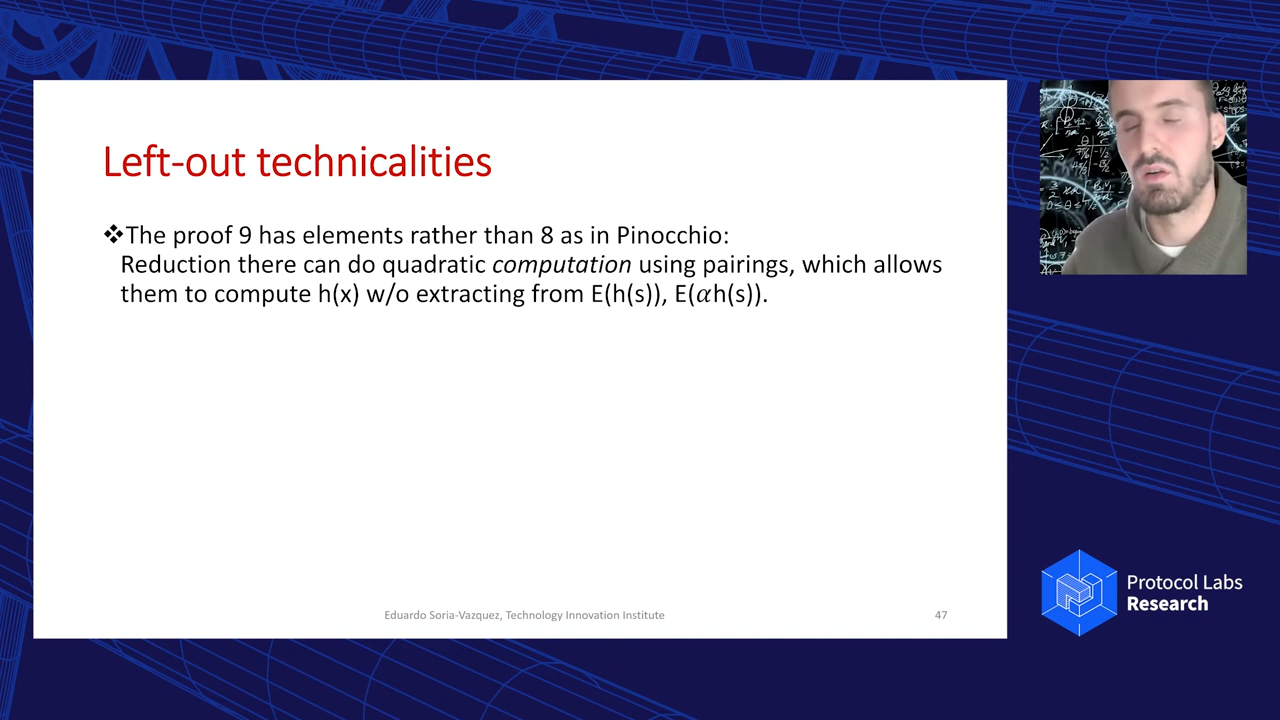 Left-out technicalities
❖The proof 9 has elements rather than 8 as in Pinocchio:
Reduction there can do quadratic computation using pairings, which allows
them to compute h(x) w/o extracting from E(h(s)), E(𝛼h(s)).
Eduardo Soria-Vazquez, Technology Innovation Institute
47
Protocol Labs
Research